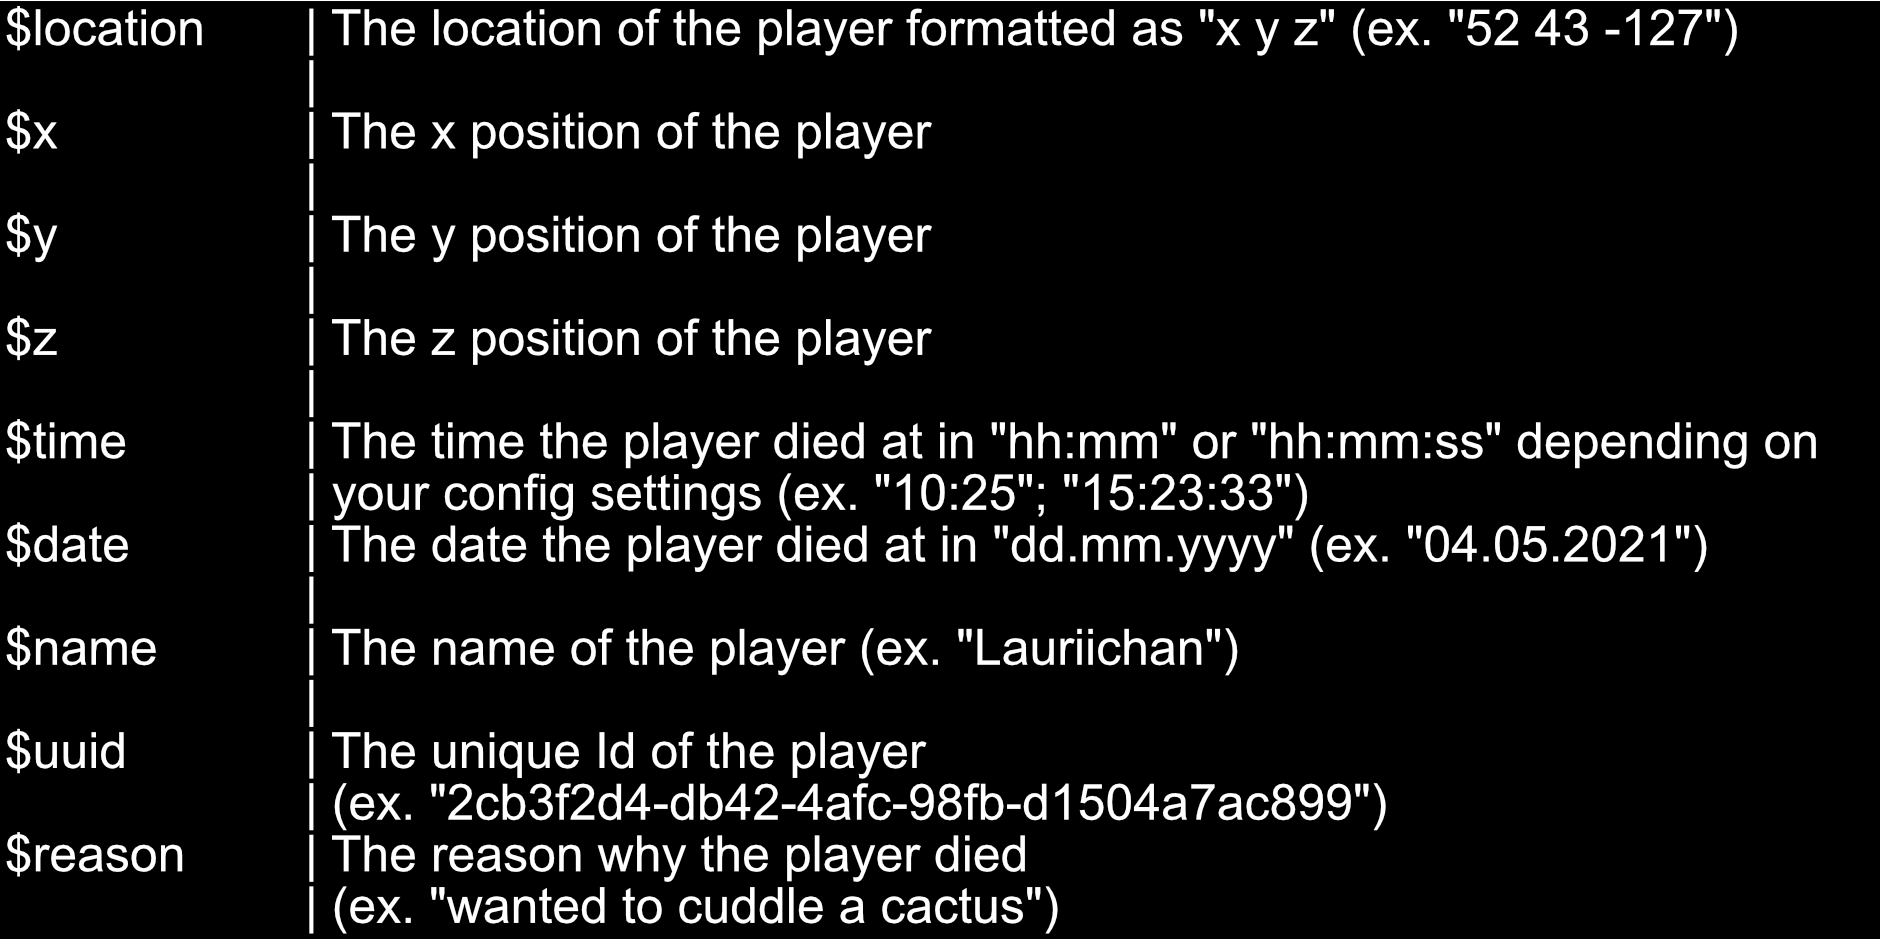 $location | The location of the player formatted as "x y z" (ex. "52 43 -127")
|
$x | The x position of the player
|
$y | The y position of the player
|
$z | The z position of the player
|
$time | The time the player died at in "hh:mm" or "hh:mm:ss" depending on
| your config settings (ex. "10:25"; "15:23:33")
$date | The date the player died at in "dd.mm.yyyy" (ex. "04.05.2021")
|
$name | The name of the player (ex. "Lauriichan")
|
$uuid | The unique Id of the player
| (ex. "2cb3f2d4-db42-4afc-98fb-d1504a7ac899")
$reason | The reason why the player died
| (ex. "wanted to cuddle a cactus")